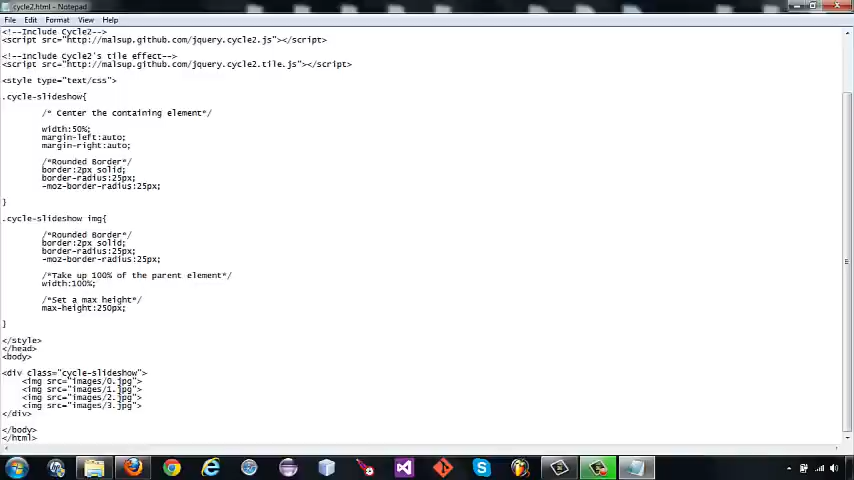 cycle2.html - Notepad
File Edit Format View Help
<!--Include Cycle2-->
<script src="http://malsup.github.com/jquery.cycle2.js"></script>
<!--Include Cycle2's tile effect-->
<script src="http://malsup.github.com/jquery.cycle2.tile.js"></script>
<style type="text/css">
.cycle-slideshow{
/* Center the containing element*/
width:50%;
margin-left:auto;
margin-right:auto;
/*Rounded Border*/
border:2px solid;
border-radius:25px;
-moz-border-radius:25px;
}
.cycle-slideshow img{
/*Rounded Border*/
border:2px solid;
border-radius:25px;
-moz-border-radius:25px;
/*Take up 100% of the parent element*/
width:100%;
/*Set a max height*/
max-height:250px;
}
</style>
</head>
<body>
<div class="cycle-slideshow">
<img src="images/0.jpg">
<img src="images/1.jpg">
<img src="images/2.jpg">
<img src="images/3.jpg">
</div>
</body>
</html>